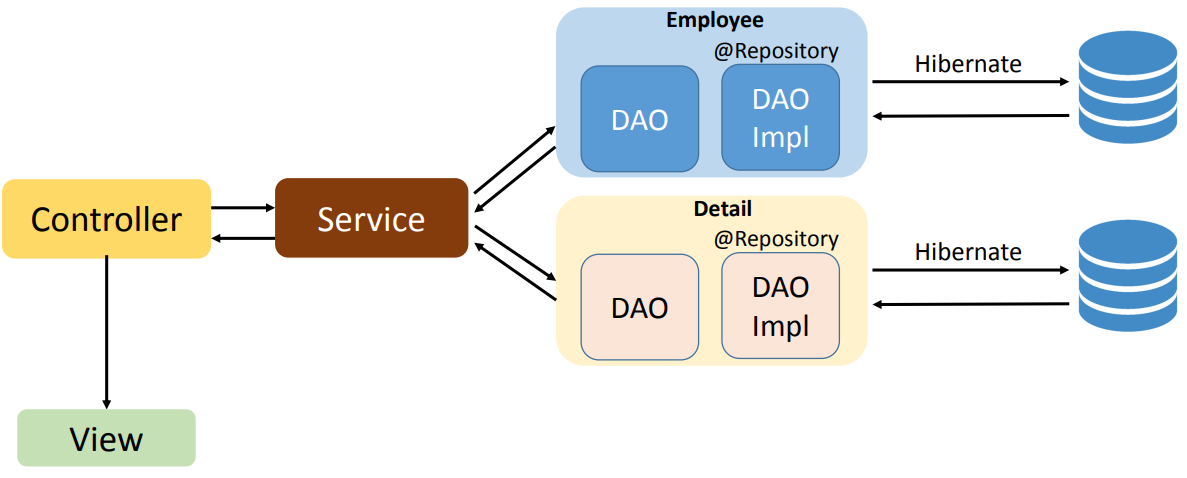 Employee
@Repository
DAO
DAO
Impl
Hibernate
Controller
Service
Detail
@Repository
DAO
DAO
Impl
Hibernate
View